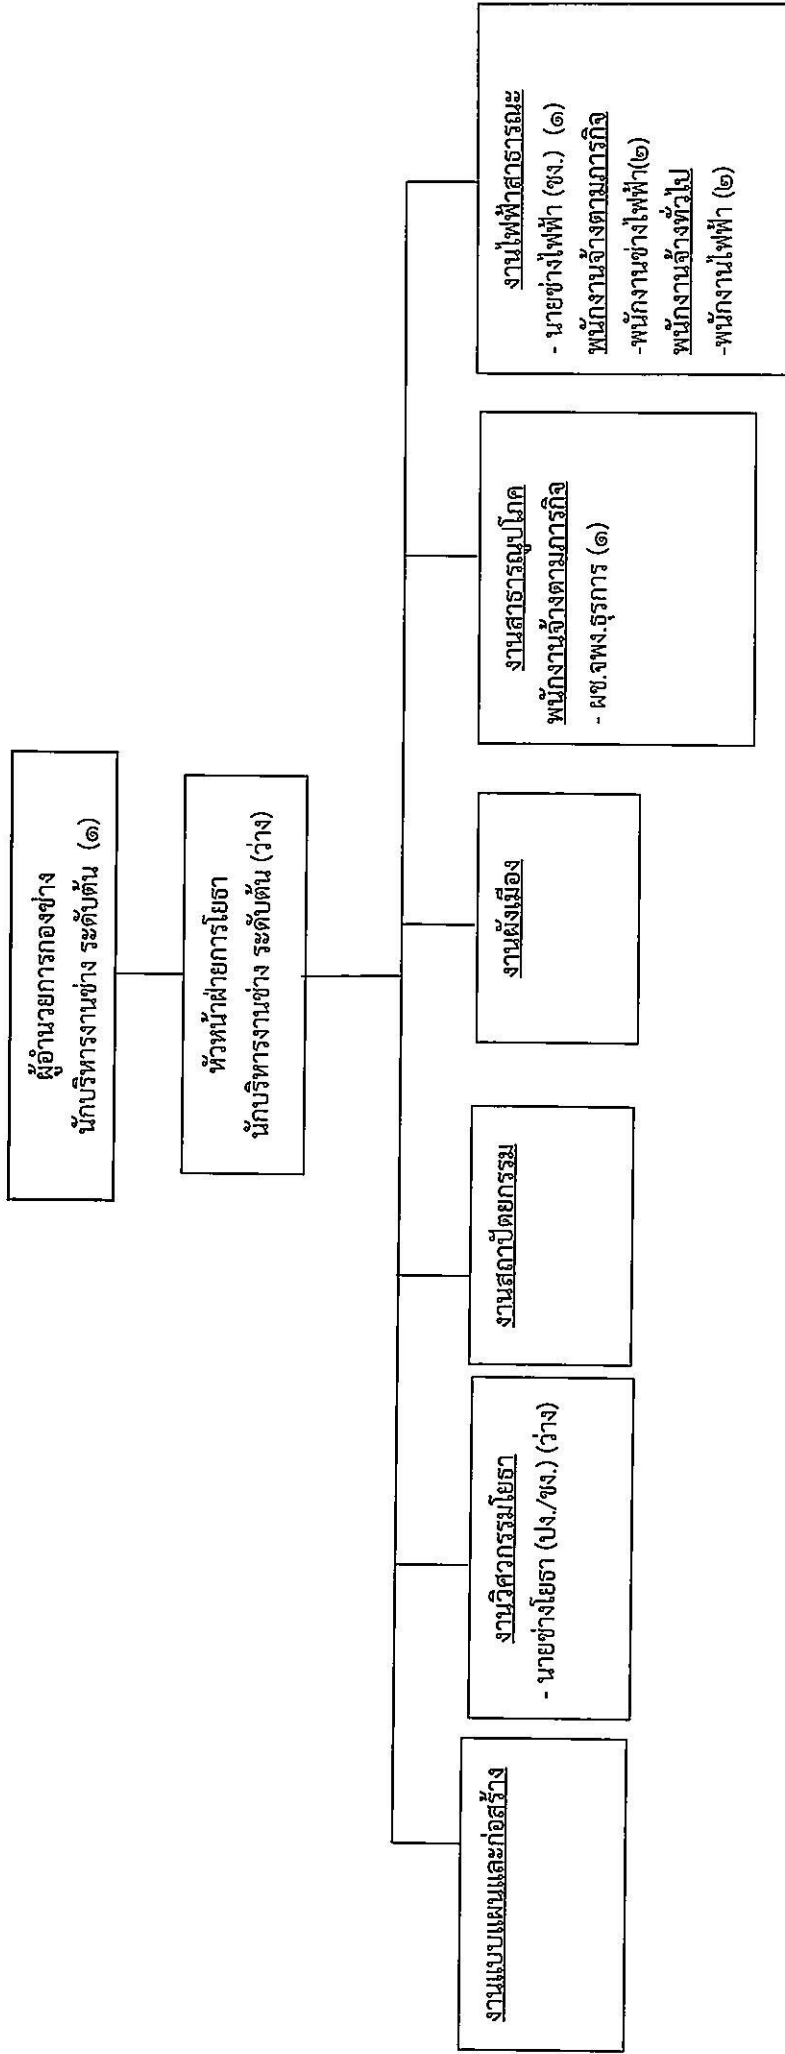 ผู้อำนวยการกองช่าง
นักบริหารงานช่าง ระดับต้น (๑)
หัวหน้าฝ่ายการโยธา
นักบริหารงานช่าง ระดับต้น (ว่าง)
งานแบบแผนและก่อสร้าง
งานวิศวกรรมโยธา
- นายช่างโยธา (ปง./ชง.) (ว่าง)
งานสถาปัตยกรรม
งานผังเมือง
งานสาธารณูปโภค
พนักงานจ้างตามภารกิจ
- ผช.จพง.ธุรการ (๑)
งานไฟฟ้าสาธารณะ
- นายช่างไฟฟ้า (ชง.) (๑)
พนักงานจ้างตามภารกิจ
-พนักงานช่างไฟฟ้า(๒)
พนักงานจ้างทั่วไป
-พนักงานไฟฟ้า (๒)